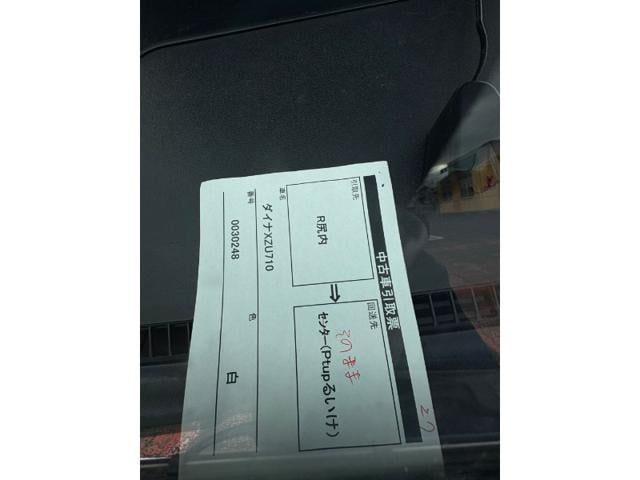 中古車引取票
引取先
R尻内
⇒
回送先
そのまま
センター(Ptupるいけ)
車名
ダイナXZU710
番号
0030248
色
白